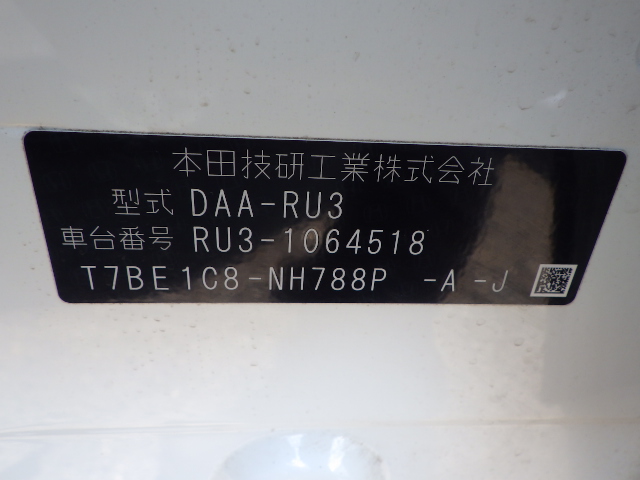 本田技研工業株式会社
型式 DAA-RU3
車台番号 RU3-1064518
T7BE1C8-NH788P -A -J